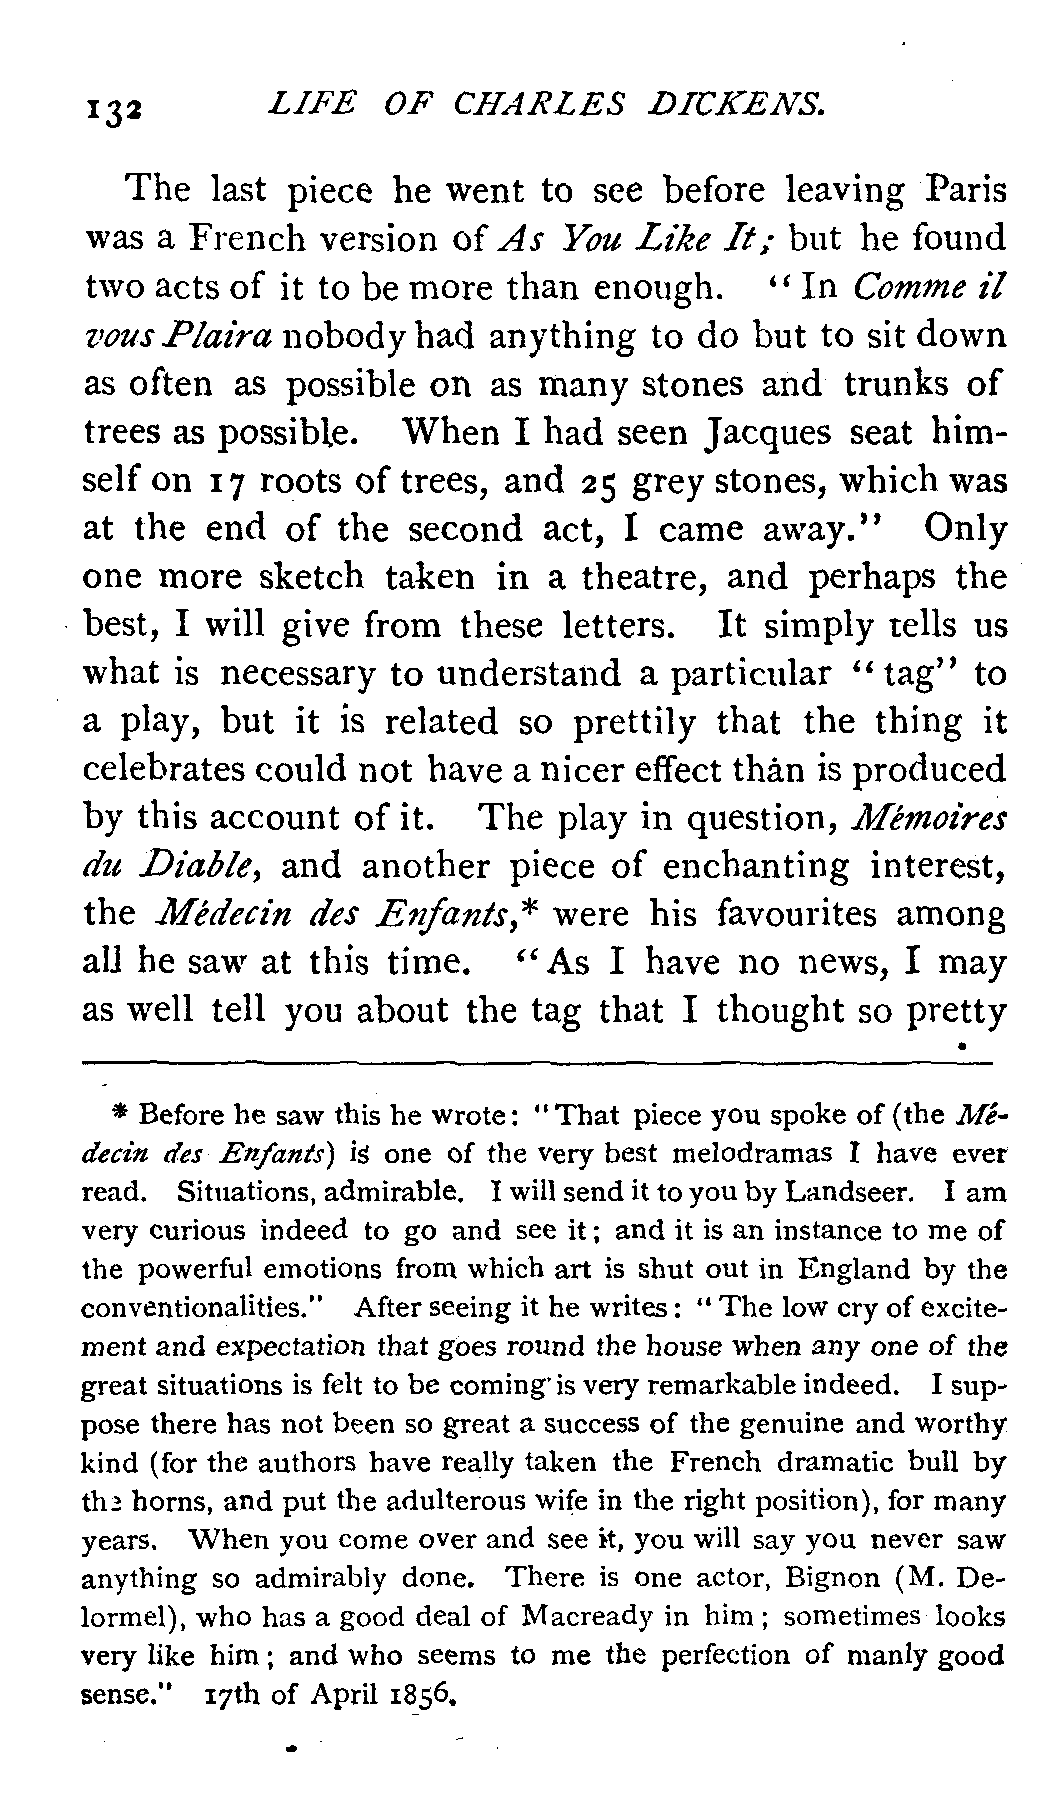 132 LIFE OF CHARLES DICKENS.
The last piece he went to see before leaving Paris
was a French version of As You Like It; but he found
two acts of it to be more than enough. "In Comme il
vous Plaira nobody had anything to do but to sit down
as often as possible on as many stones and trunks of
trees as possible. When I had seen Jacques seat him-
self on 17 roots of trees, and 25 grey stones, which was
at the end of the second act, I came away." Only
one more sketch taken in a theatre, and perhaps the
best, I will give from these letters. It simply tells us
what is necessary to understand a particular "tag" to
a play, but it is related so prettily that the thing it
celebrates could not have a nicer effect than is produced
by this account of it. The play in question, Mémoires
du Diable, and another piece of enchanting interest,
the Médecin des Enfants,* were his favourites among
all he saw at this time. "As I have no news, I may
as well tell you about the tag that I thought so pretty
* Before he saw this he wrote: "That piece you spoke of (the Mé-
decin des Enfants) is one of the very best melodramas I have ever
read. Situations, admirable. I will send it to you by Landseer. I am
very curious indeed to go and see it; and it is an instance to me of
the powerful emotions from which art is shut out in England by the
conventionalities." After seeing it he writes: "The low cry of excite-
ment and expectation that goes round the house when any one of the
great situations is felt to be coming is very remarkable indeed. I sup-
pose there has not been so great a success of the genuine and worthy
kind (for the authors have really taken the French dramatic bull by
the horns, and put the adulterous wife in the right position), for many
years. When you come over and see it, you will say you never saw
anything so admirably done. There is one actor, Bignon (M. De-
lormel), who has a good deal of Macready in him; sometimes looks
very like him; and who seems to me the perfection of manly good
sense." 17th of April 1856.